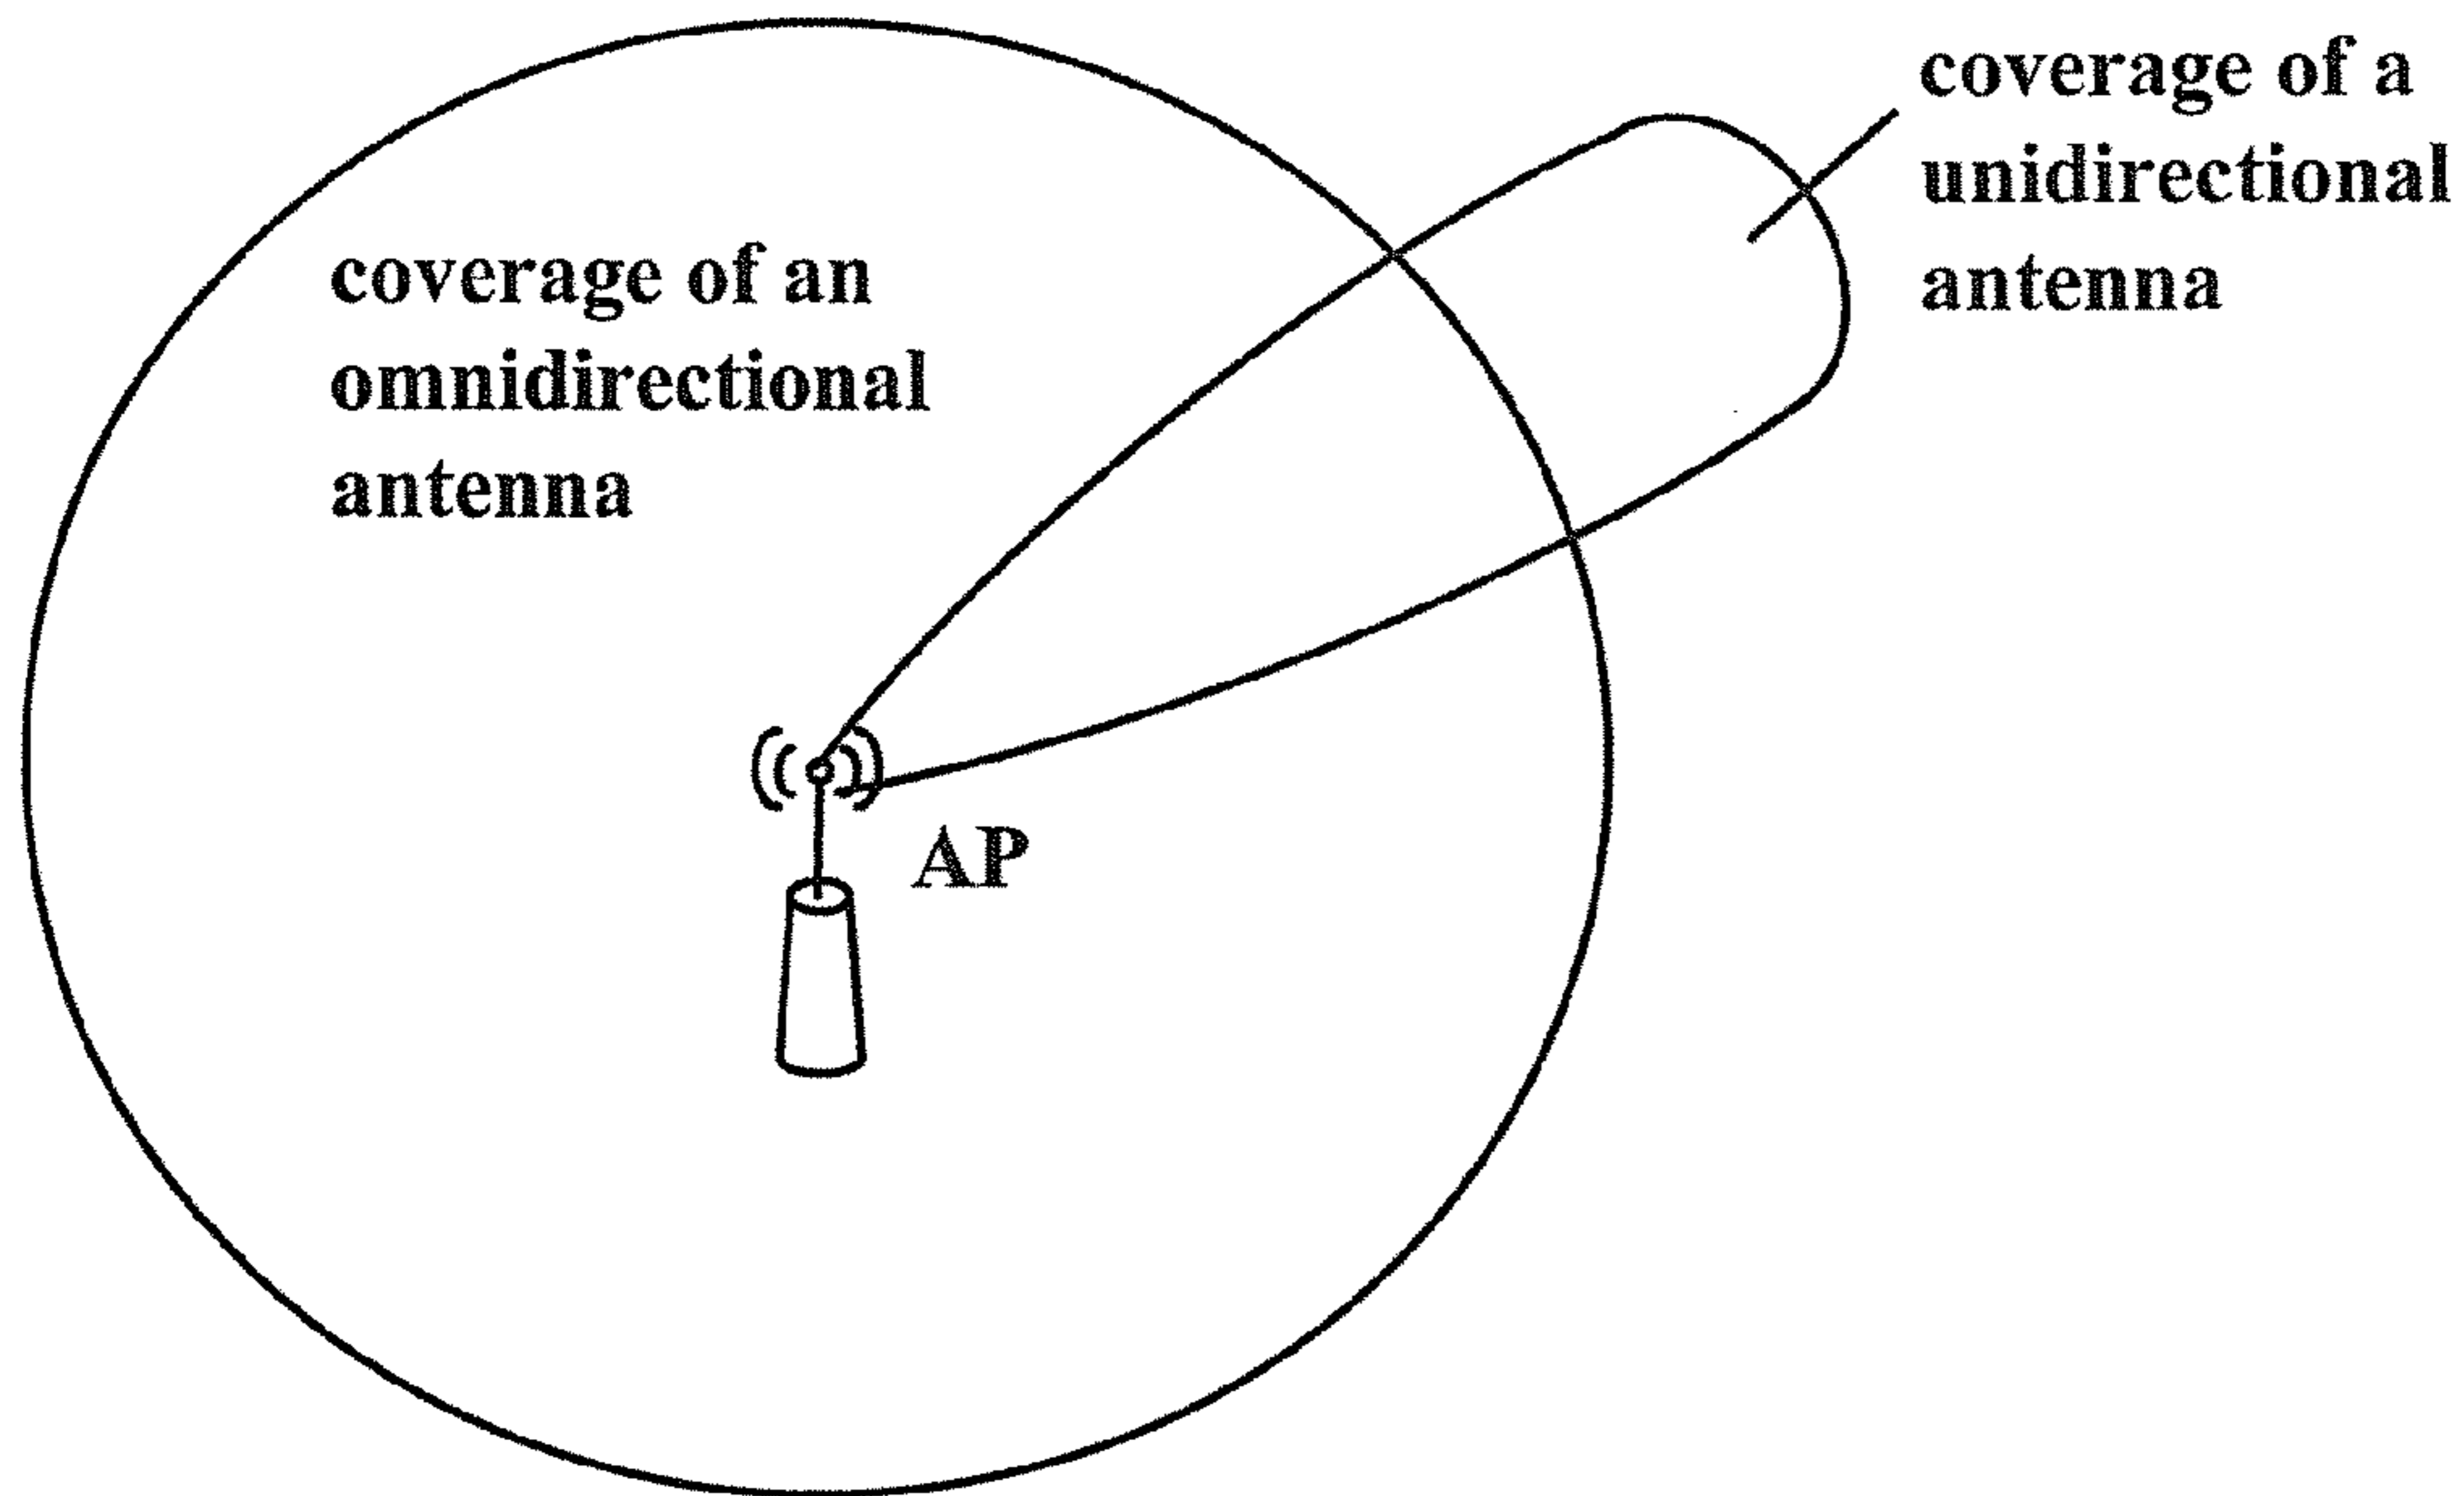 coverage of a
unidirectional
antenna
coverage of an
omnidirectional
antenna
AP